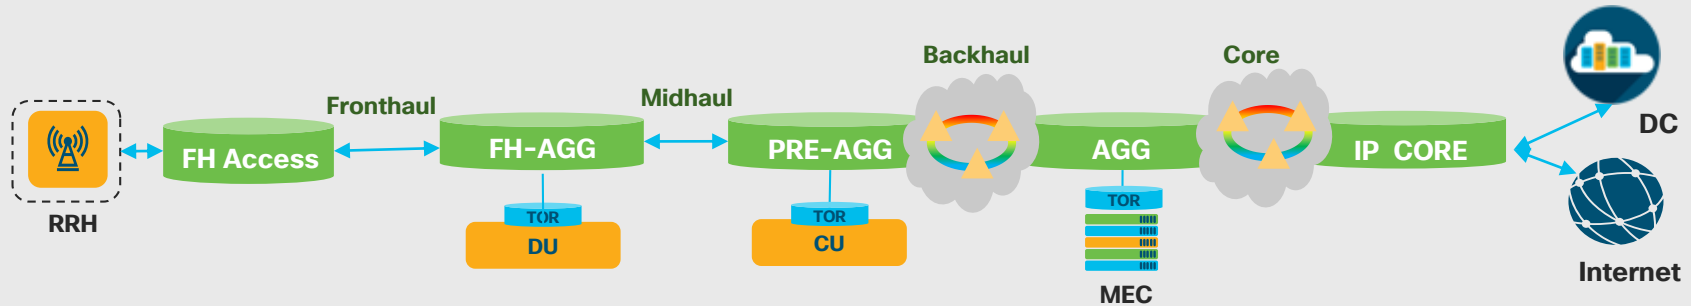 Backhaul
Core
Fronthaul
Midhaul
RRH
FH Access
FH-AGG
PRE-AGG
AGG
IP CORE
DC
TOR
DU
TOR
CU
TOR
MEC
Internet